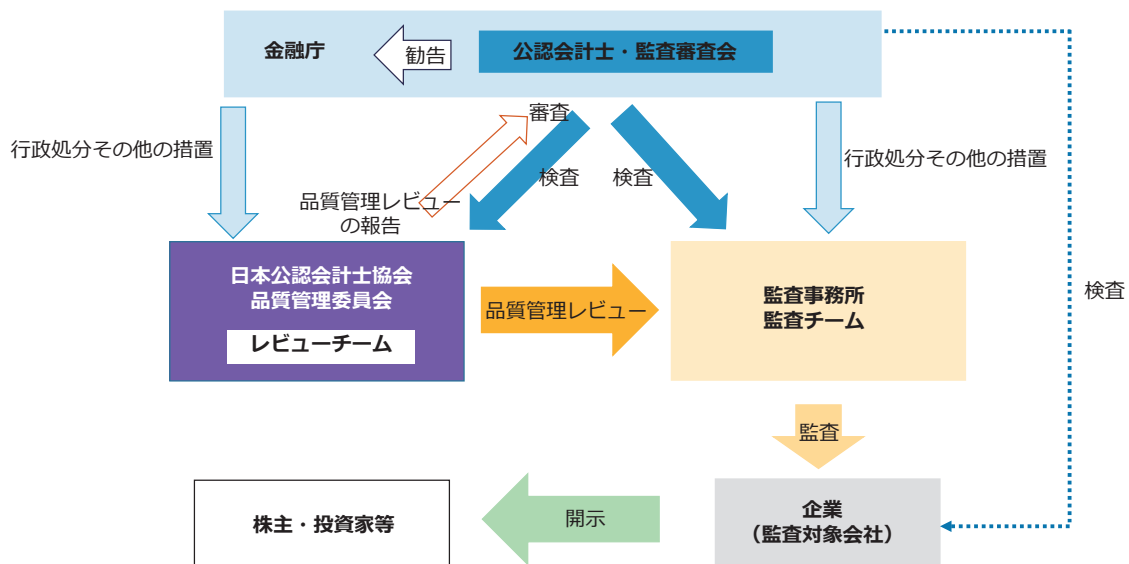 金融庁
勧告
公認会計士・監査審査会
審査
行政処分その他の措置
検査
検査
行政処分その他の措置
品質管理レビュー
の報告
日本公認会計士協会
品質管理委員会
レビューチーム
品質管理レビュー
監査事務所
監査チーム
検査
監査
株主・投資家等
開示
企業
（監査対象会社）